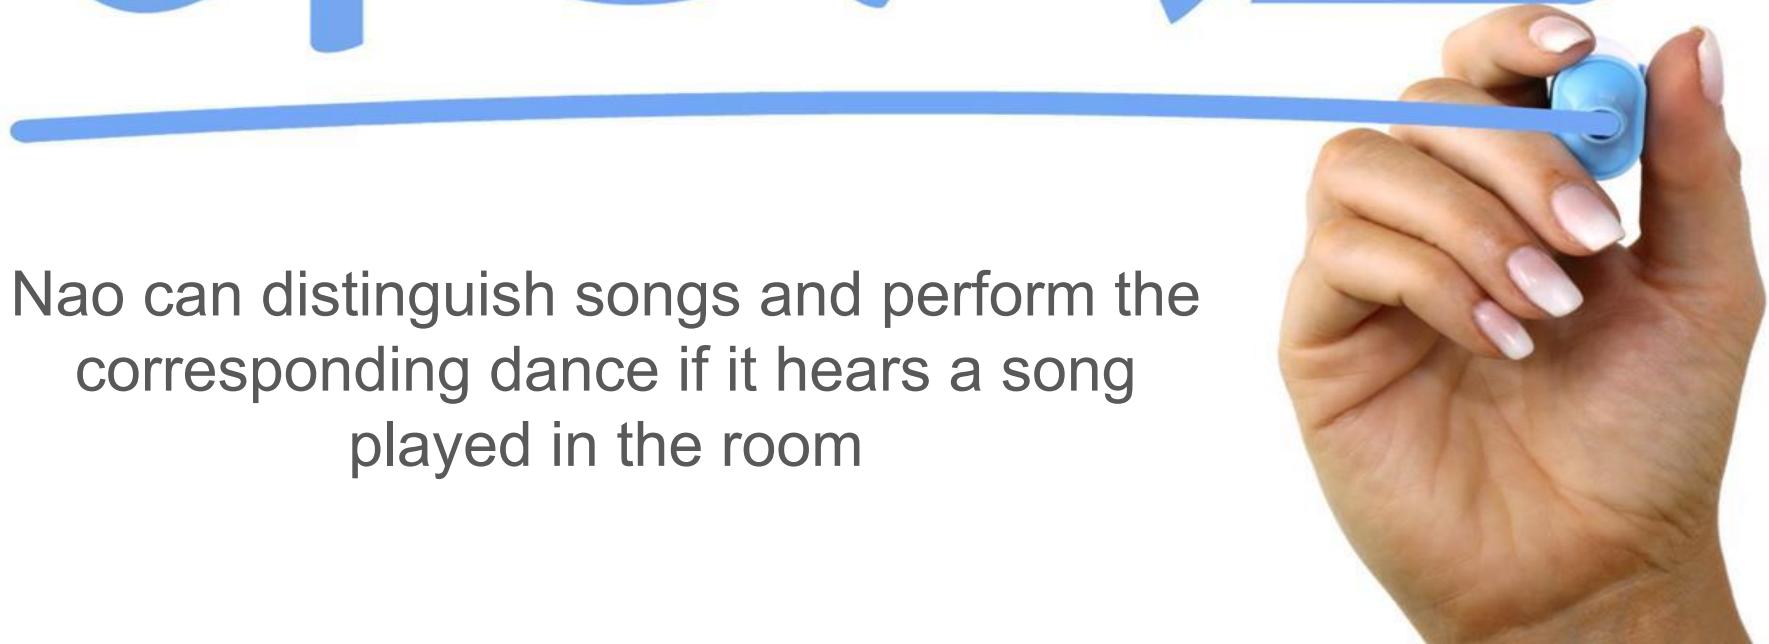 Nao can distinguish songs and perform the
corresponding dance if it hears a song
played in the room